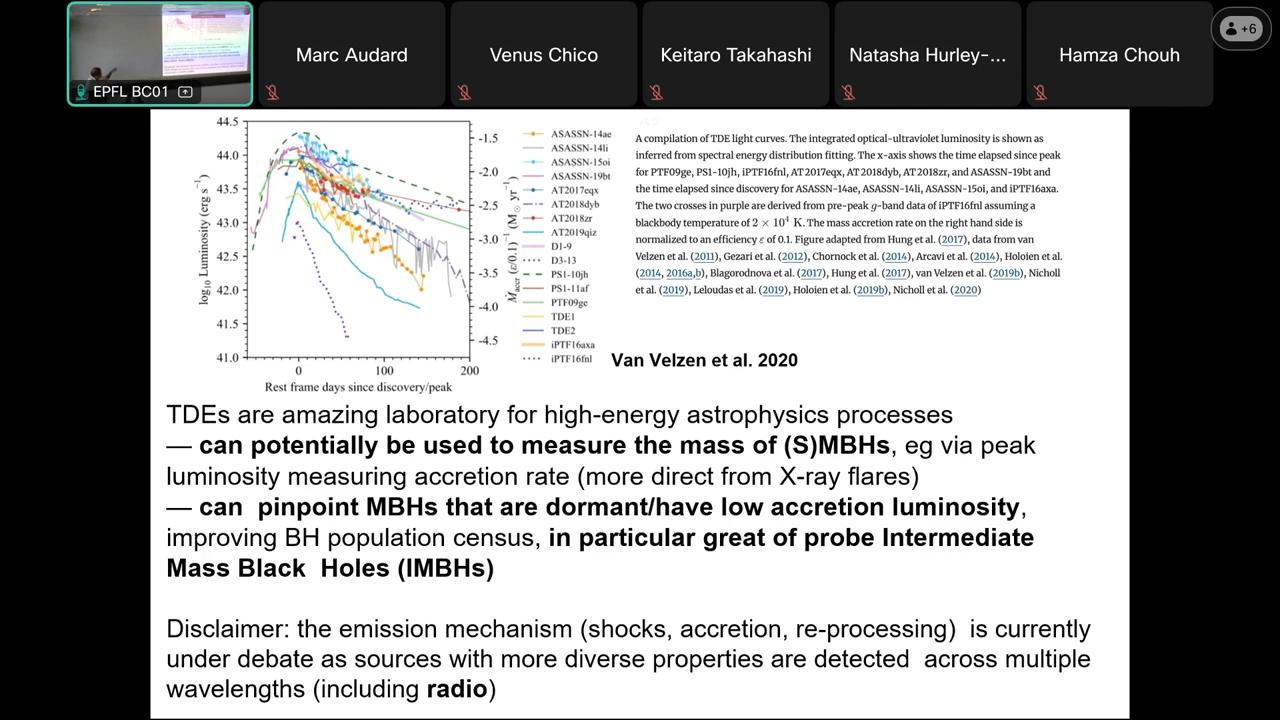 EPFL BC01
Marc Audard
Venus Chico
Keitaro Takahashi
Natasha Hurley-...
Hamza Chouh
+6
44.5
44.0
43.5
43.0
42.5
42.0
41.5
41.0
log10 Luminosity (erg s−1)
0
100
200
Rest frame days since discovery/peak
-1.5
-2.0
-2.5
-3.0
-3.5
-4.0
-4.5
Ṁaccr (ε/0.1)−1 (M⊙ yr−1)
ASASSN-14ae
ASASSN-14li
ASASSN-15oi
ASASSN-19bt
AT2017eqx
AT2018dyb
AT2018zr
AT2019qiz
D1-9
D3-13
PS1-10jh
PS1-11af
PTF09ge
TDE1
TDE2
iPTF16axa
iPTF16fnl
A compilation of TDE light curves. The integrated optical-ultraviolet luminosity is shown as
inferred from spectral energy distribution fitting. The x-axis shows the time elapsed since peak
for PTF09ge, PS1-10jh, iPTF16fnl, AT 2017eqx, AT 2018dyb, AT 2018zr, and ASASSN-19bt and
the time elapsed since discovery for ASASSN-14ae, ASASSN-14li, ASASSN-15oi, and iPTF16axa.
The two crosses in purple are derived from pre-peak g-band data of iPTF16fnl assuming a
blackbody temperature of 2 × 10⁴ K. The mass accretion rate on the right hand side is
normalized to an efficiency ε of 0.1. Figure adapted from Hung et al. (2017), data from van
Velzen et al. (2011), Gezari et al. (2012), Chornock et al. (2014), Arcavi et al. (2014), Holoien et al.
(2014, 2016a,b), Blagorodnova et al. (2017), Hung et al. (2017), van Velzen et al. (2019b), Nicholl
et al. (2019), Leloudas et al. (2019), Holoien et al. (2019b), Nicholl et al. (2020)
Van Velzen et al. 2020
TDEs are amazing laboratory for high-energy astrophysics processes
— can potentially be used to measure the mass of (S)MBHs, eg via peak
luminosity measuring accretion rate (more direct from X-ray flares)
— can pinpoint MBHs that are dormant/have low accretion luminosity,
improving BH population census, in particular great of probe Intermediate
Mass Black Holes (IMBHs)
Disclaimer: the emission mechanism (shocks, accretion, re-processing) is currently
under debate as sources with more diverse properties are detected across multiple
wavelengths (including radio)